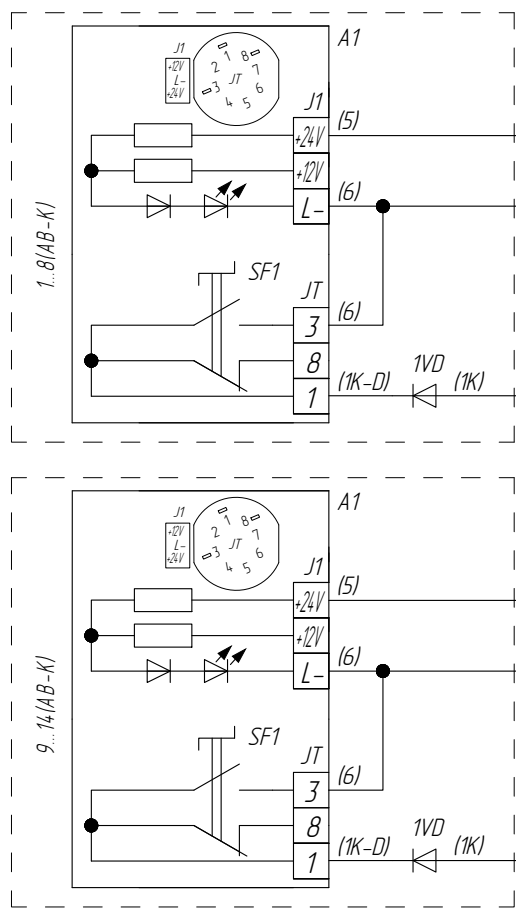 A1
J1
+12V
L-
+24V
1 8
2 7
JT
3 6
4 5
J1
+24V (5)
+12V
L- (6)
1...8(AB-K)
SF1
JT
3 (6)
8
1 (1K-D) 1VD (1K)
A1
J1
+12V
L-
+24V
1 8
2 7
JT
3 6
4 5
J1
+24V (5)
+12V
L- (6)
9...14(AB-K)
SF1
JT
3 (6)
8
1 (1K-D) 1VD (1K)